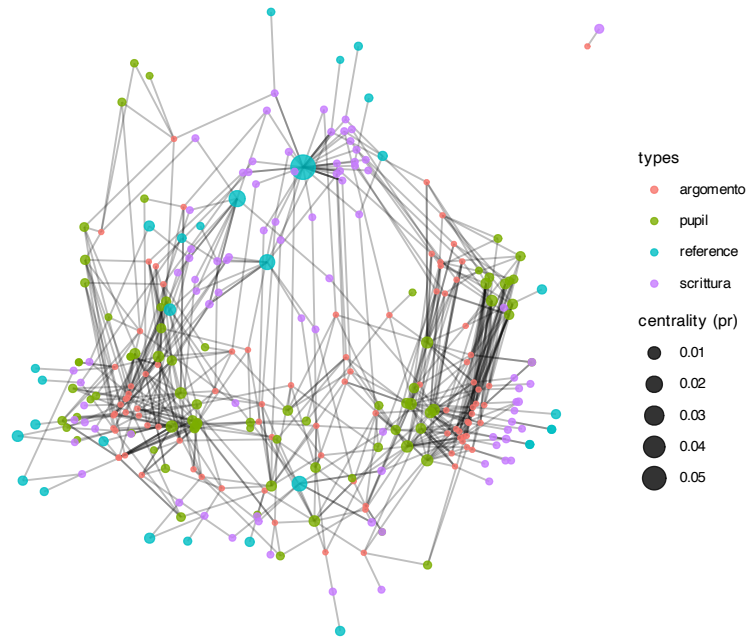 types
argomento
pupil
reference
scrittura
centrality (pr)
0.01
0.02
0.03
0.04
0.05